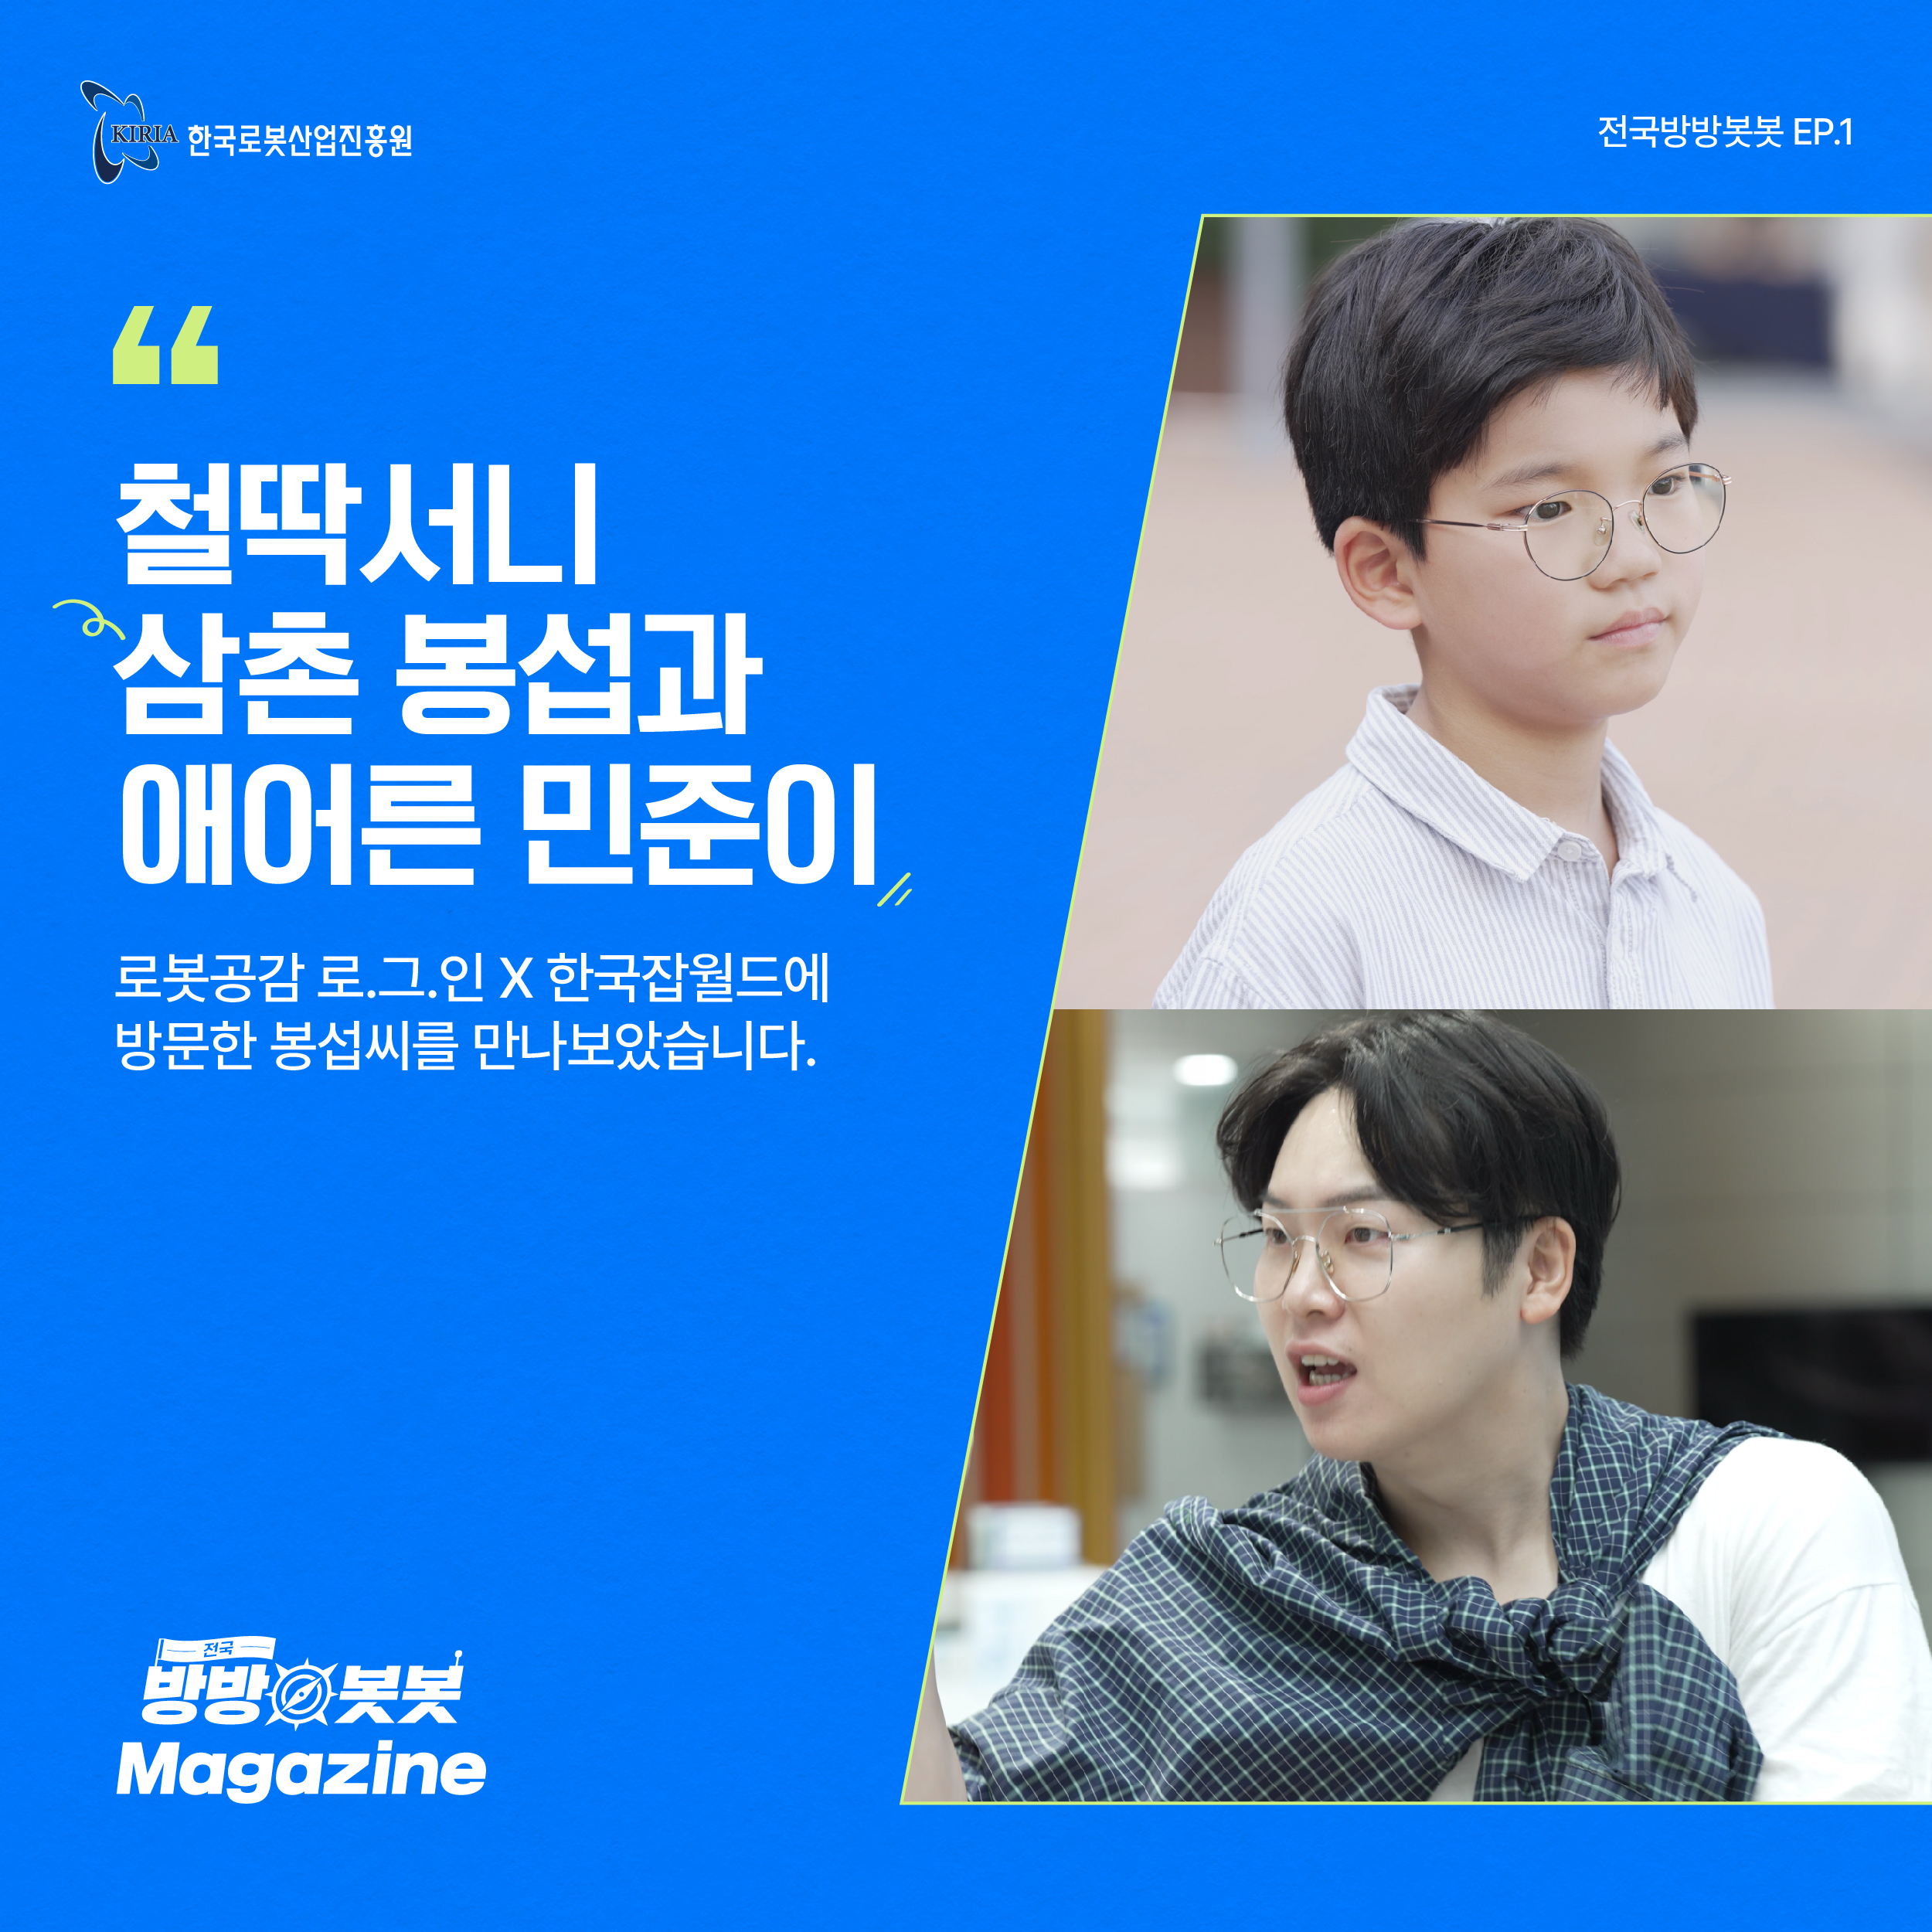 KIRIA 한국로봇산업진흥원
전국방방봇봇 EP.1
“
철딱서니
삼촌 봉섭과
애어른 민준이
로봇공감 로.그.인 X 한국잡월드에
방문한 봉섭씨를 만나보았습니다.
전국
방방봇봇
Magazine